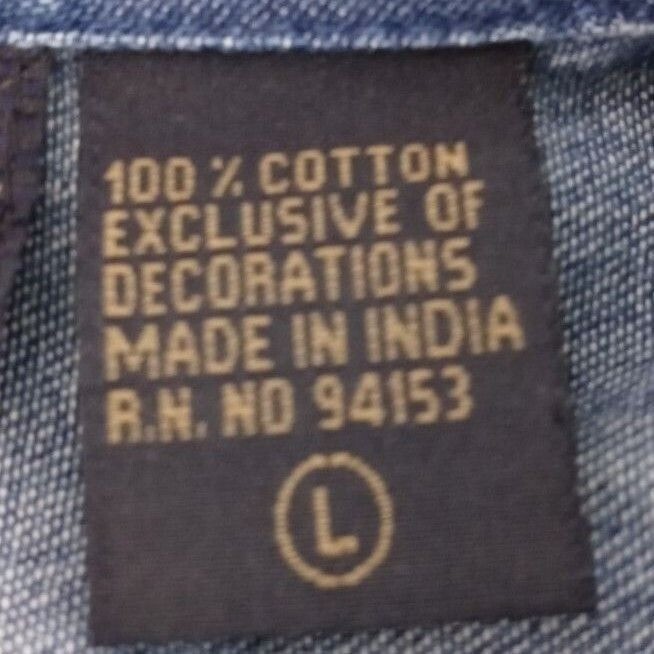 100 % COTTON
EXCLUSIVE OF
DECORATIONS
MADE IN INDIA
R.N. NO 94153
L